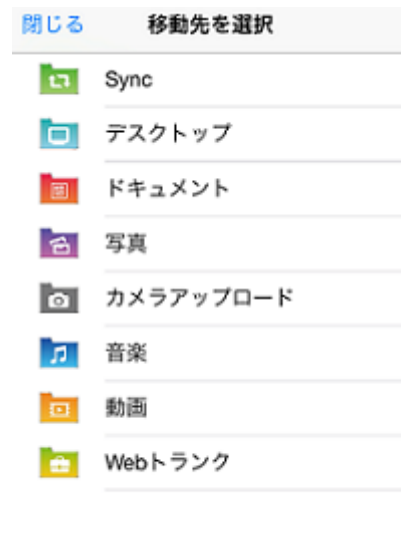 閉じる 移動先を選択
Sync
デスクトップ
ドキュメント
写真
カメラアップロード
音楽
動画
Webトランク